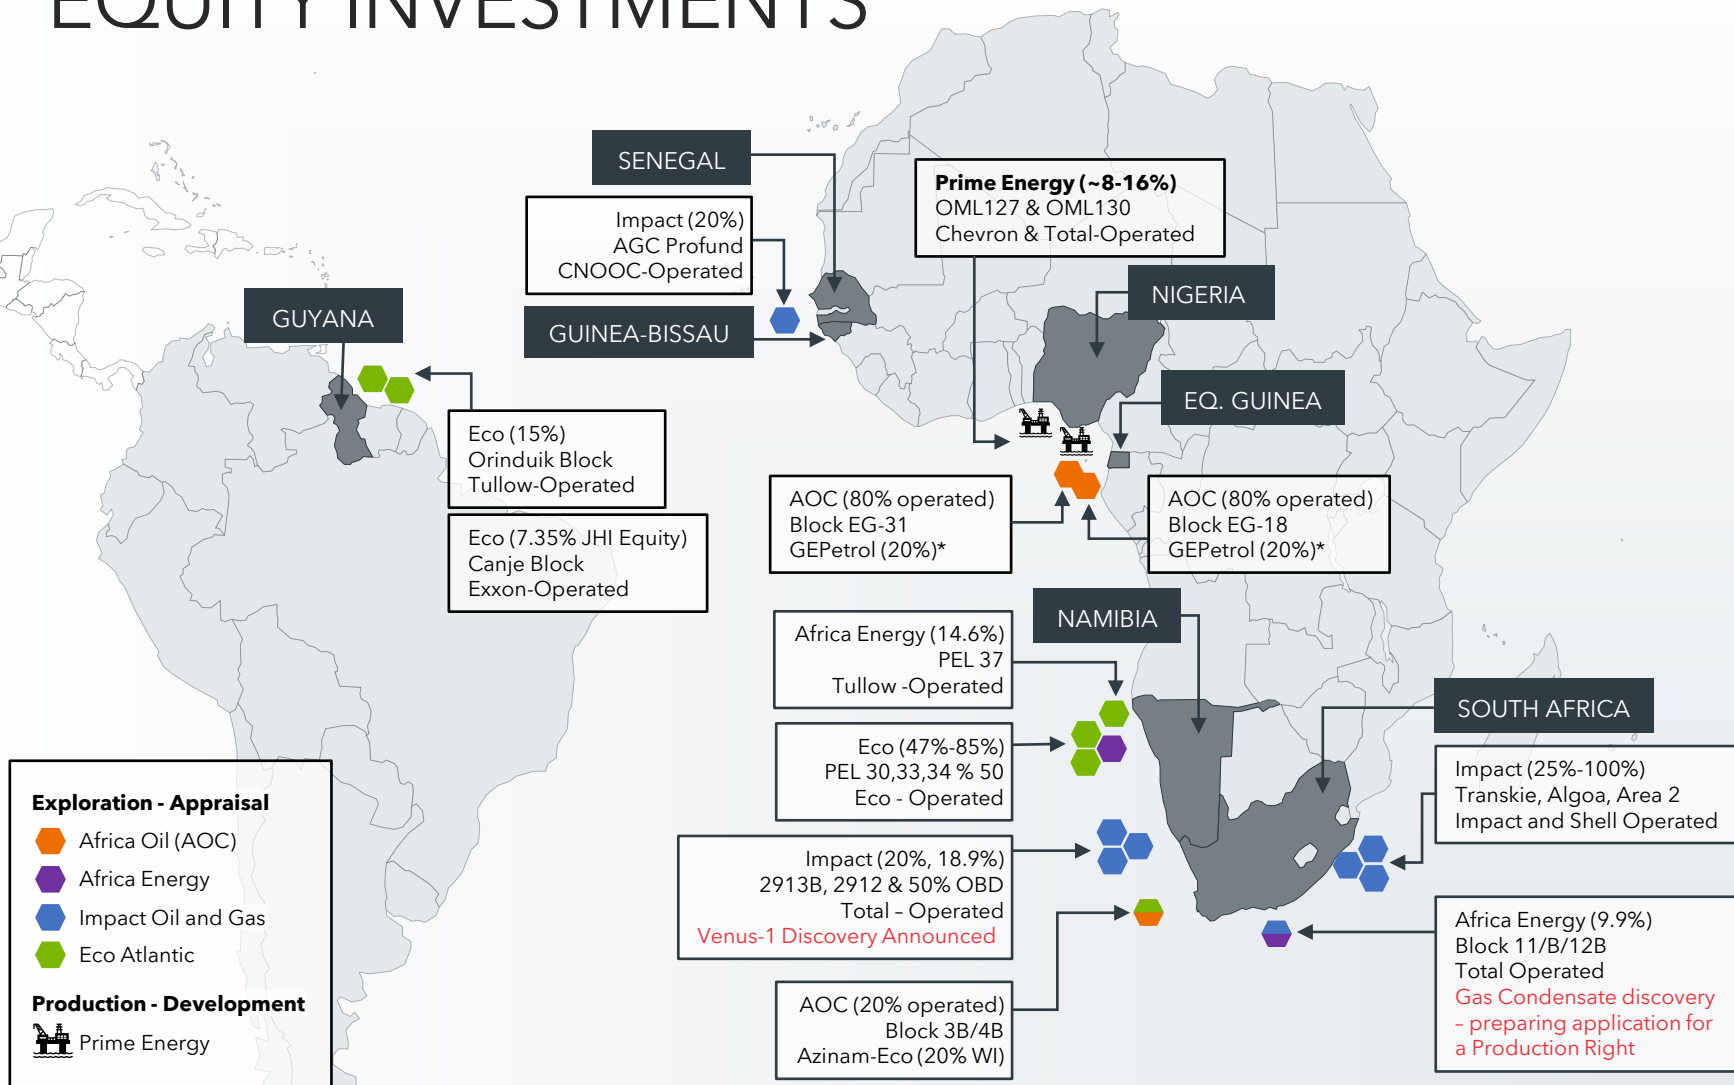 EQUITY INVESTMENTS
SENEGAL
Impact (20%)
AGC Profund
CNOOC-Operated
GUINEA-BISSAU
Prime Energy (~8-16%)
OML127 & OML130
Chevron & Total-Operated
NIGERIA
GUYANA
EQ. GUINEA
Eco (15%)
Orinduik Block
Tullow-Operated
Eco (7.35% JHI Equity)
Canje Block
Exxon-Operated
AOC (80% operated)
Block EG-31
GEPetrol (20%)*
AOC (80% operated)
Block EG-18
GEPetrol (20%)*
NAMIBIA
Africa Energy (14.6%)
PEL 37
Tullow -Operated
SOUTH AFRICA
Eco (47%-85%)
PEL 30,33,34 % 50
Eco - Operated
Impact (25%-100%)
Transkie, Algoa, Area 2
Impact and Shell Operated
Impact (20%, 18.9%)
2913B, 2912 & 50% OBD
Total – Operated
Venus-1 Discovery Announced
Africa Energy (9.9%)
Block 11/B/12B
Total Operated
Gas Condensate discovery
– preparing application for
a Production Right
AOC (20% operated)
Block 3B/4B
Azinam-Eco (20% WI)
Exploration - Appraisal
Africa Oil (AOC)
Africa Energy
Impact Oil and Gas
Eco Atlantic
Production - Development
Prime Energy